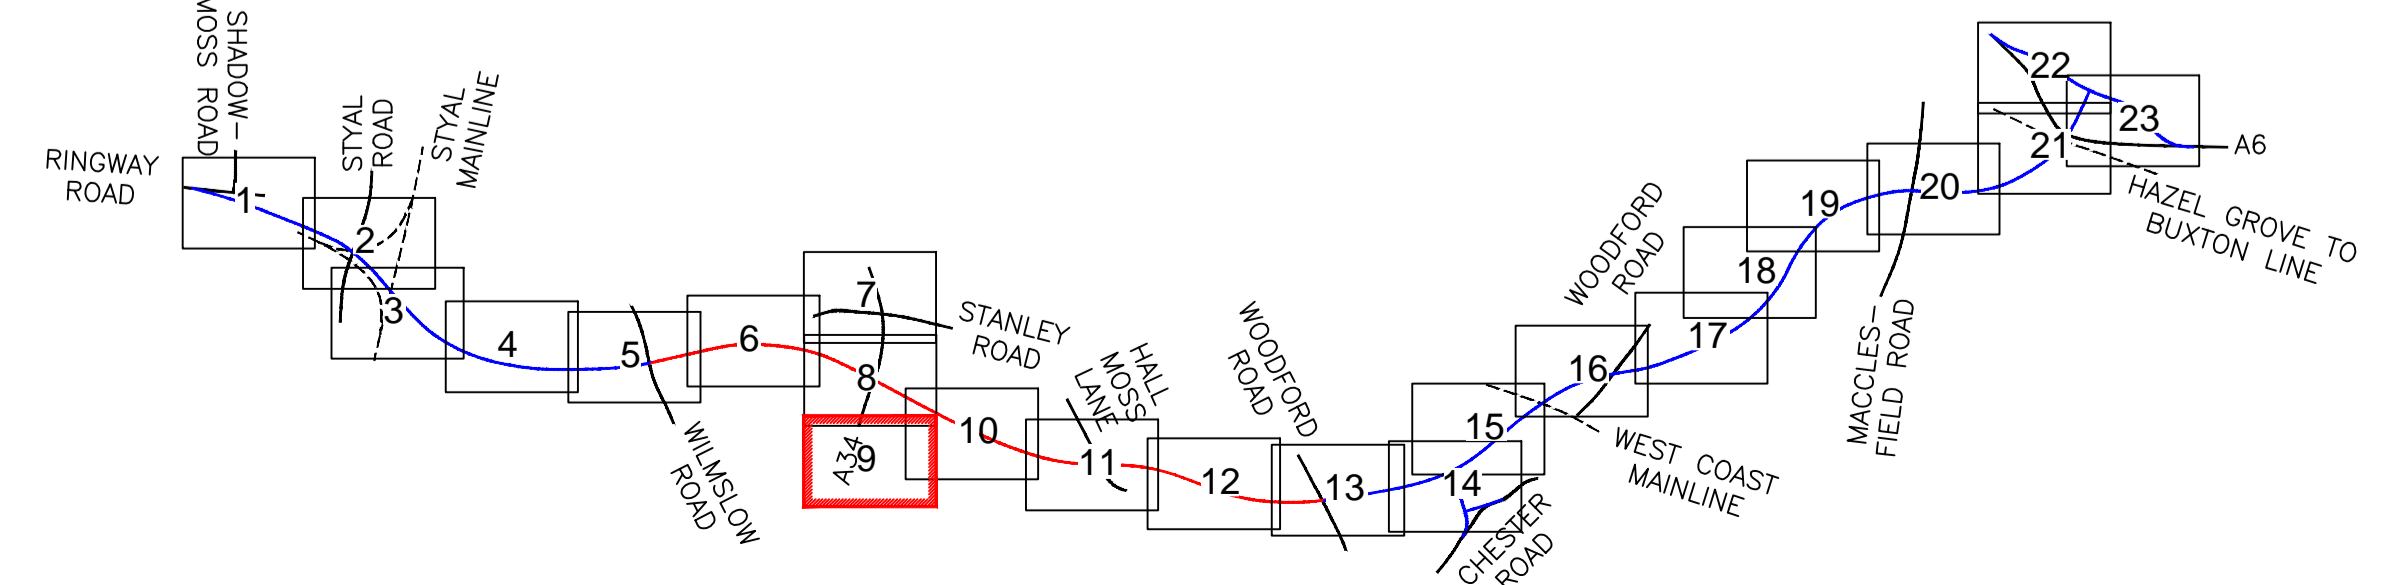 SHADOW-
MOSS ROAD
RINGWAY
ROAD
1
STYAL
ROAD
STYAL
MAINLINE
2
3
4
5
WILMSLOW
ROAD
6
7
STANLEY
ROAD
8
A34
9
10
HALL
MOSS
LANE
11
12
WOODFORD
ROAD
13
14
CHESTER
ROAD
15
WEST COAST
MAINLINE
16
WOODFORD
ROAD
17
18
19
MACCLES-
FIELD ROAD
20
21
22
23
A6
HAZEL GROVE TO
BUXTON LINE